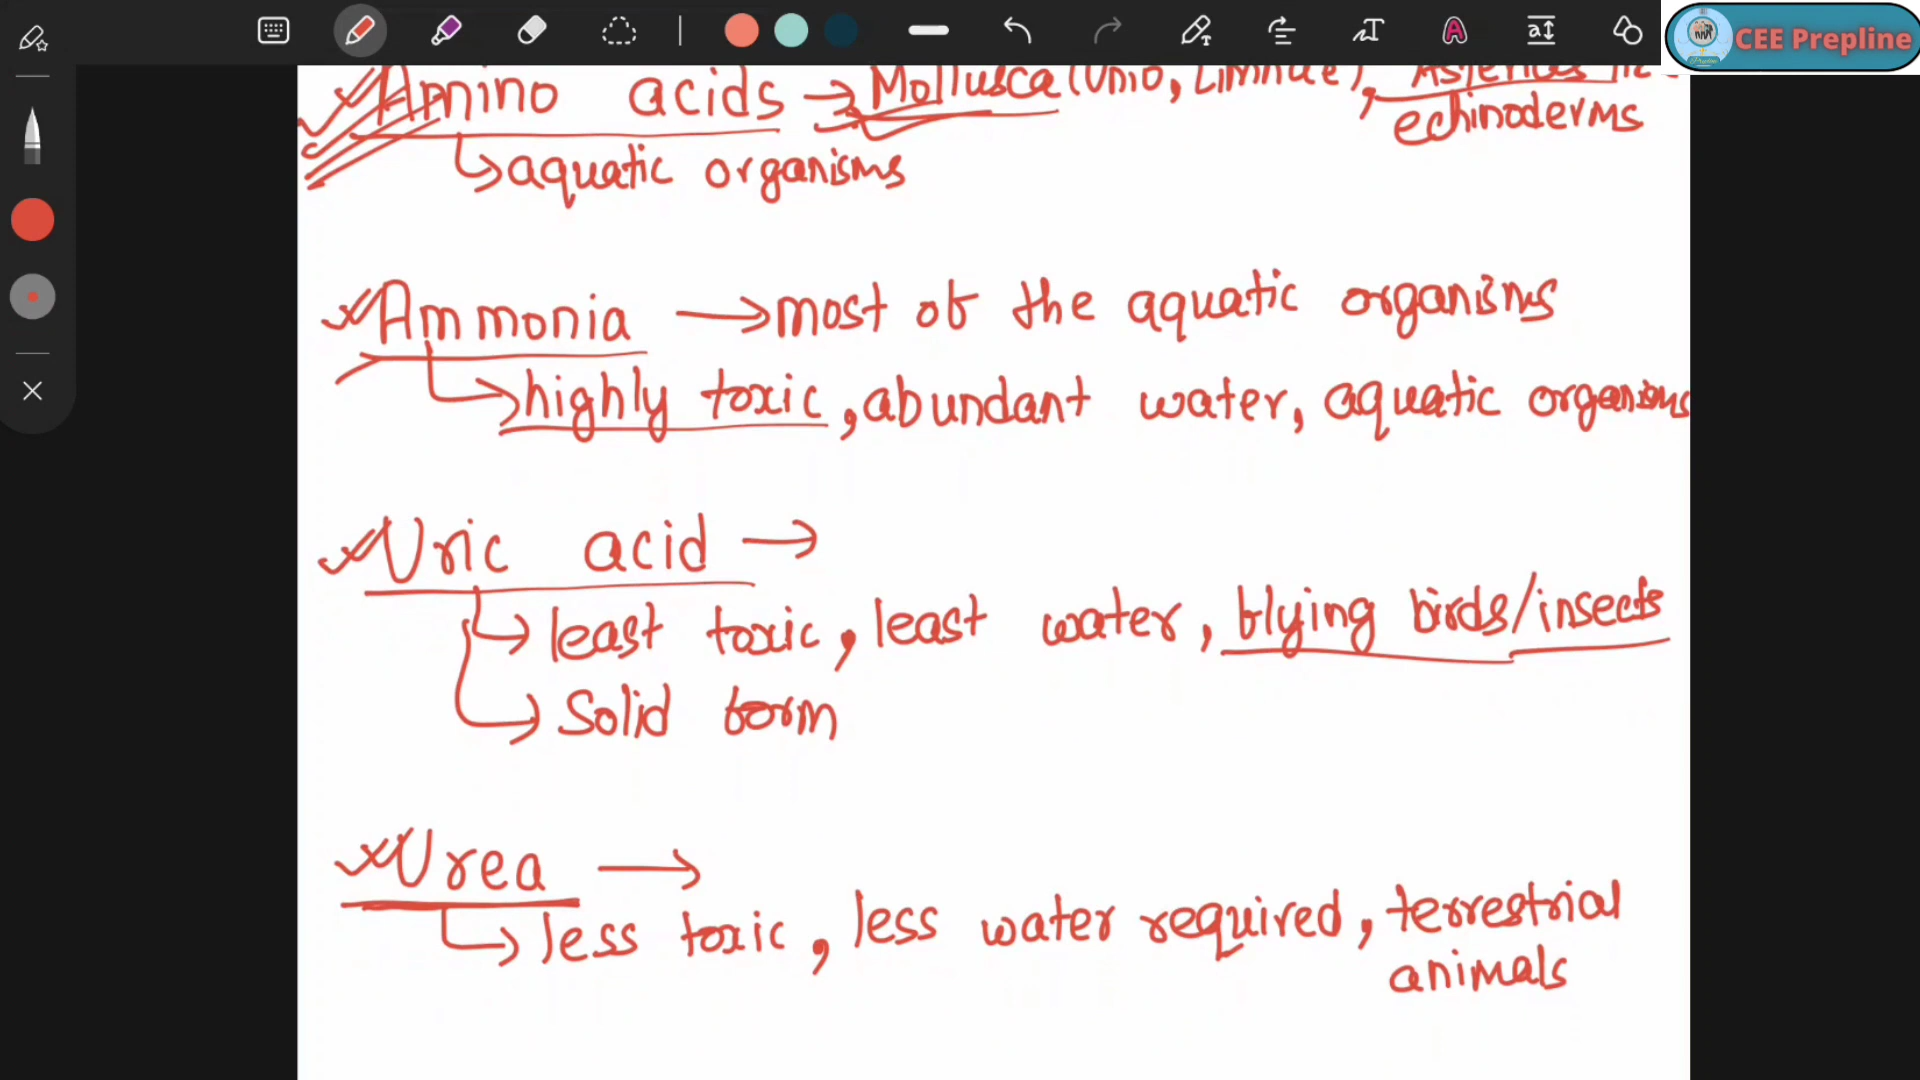 CEE Prepline
Amino acids → Mollusca (Unio, Limnae),
echinoderms
→ aquatic organisms
Ammonia → most of the aquatic organisms
→ highly toxic, abundant water, aquatic organisms
Uric acid →
→ least toxic, least water, flying birds/insects
→ Solid form
Urea →
→ less toxic, less water required, terrestrial
animals